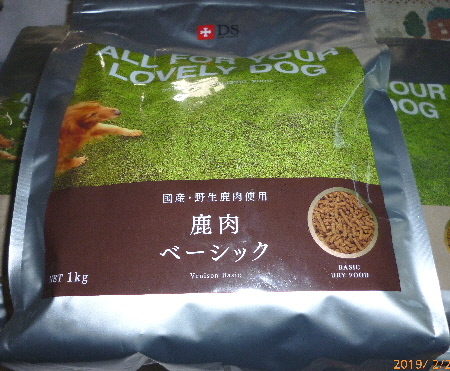 DS
ALL FOR YOUR
LOVELY DOG
国産・野生鹿肉使用
鹿肉
ベーシック
Venison Basic
NET 1kg
BASIC
DRY FOOD
OUR
DOG
2019/ 2/2